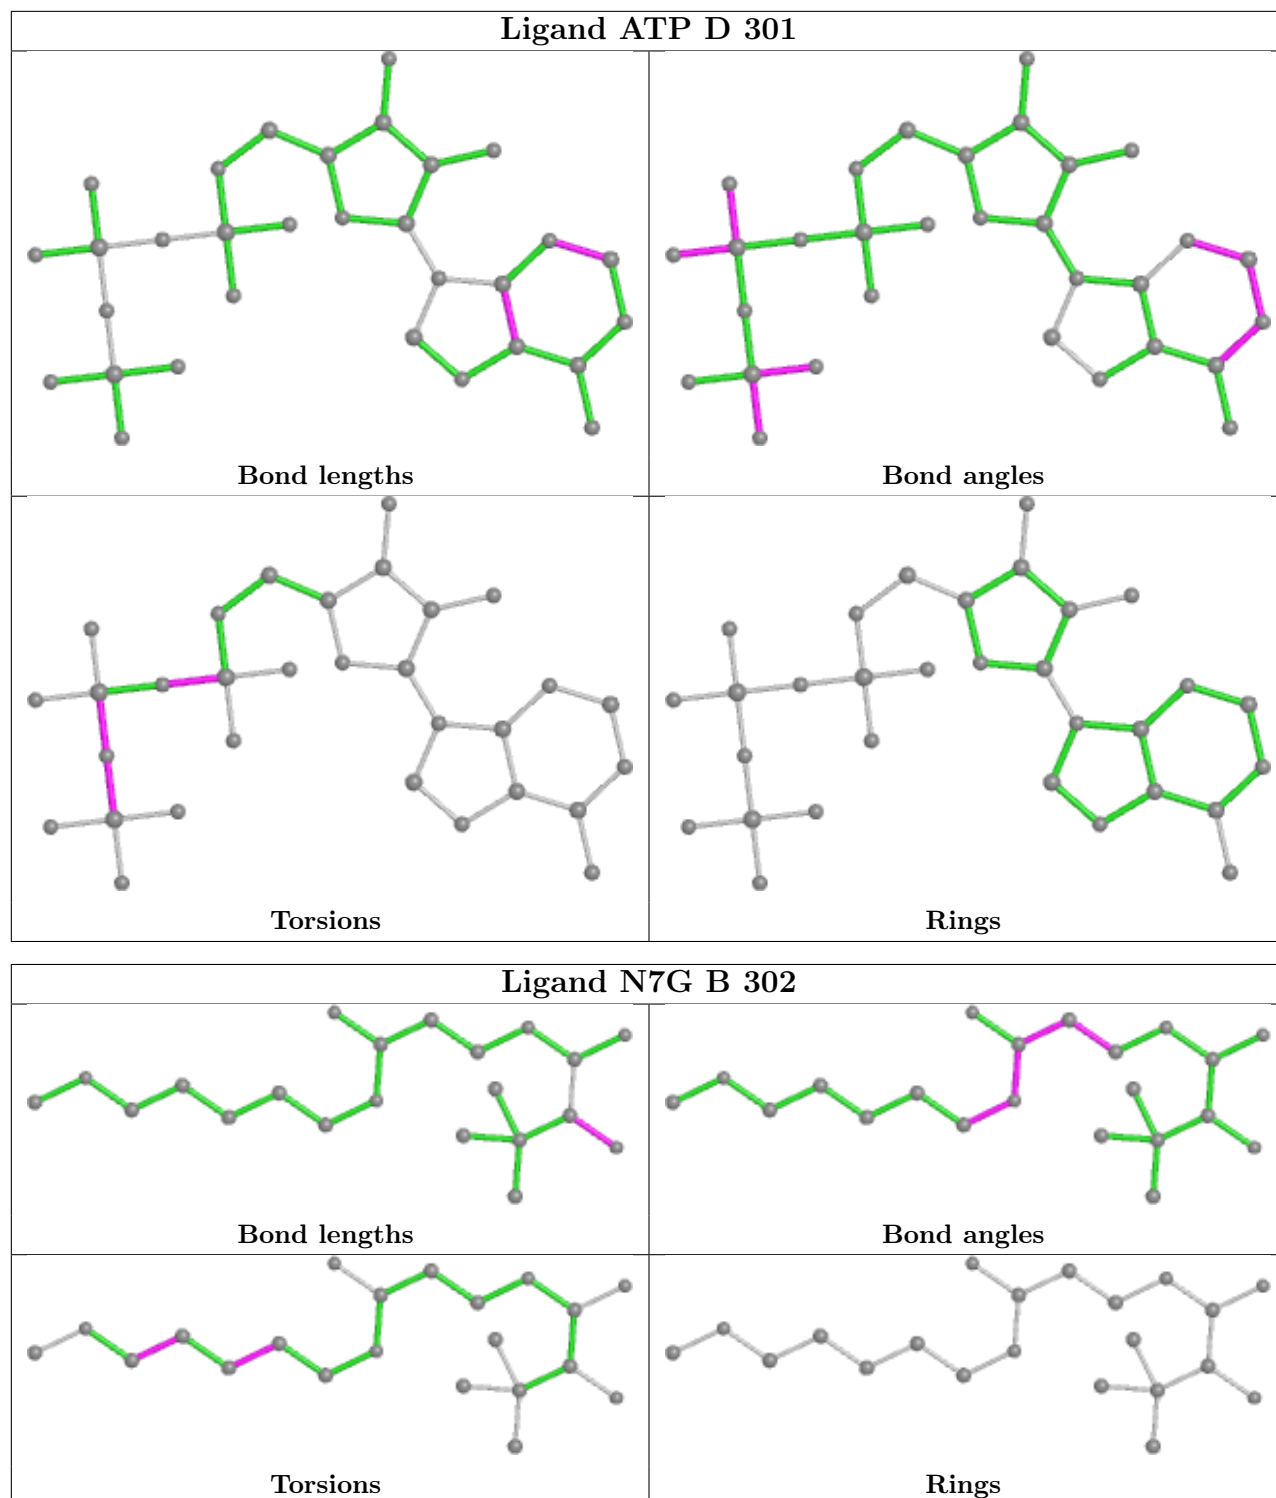 Ligand ATP D 301
Bond lengths
Bond angles
Torsions
Rings
Ligand N7G B 302
Bond lengths
Bond angles
Torsions
Rings